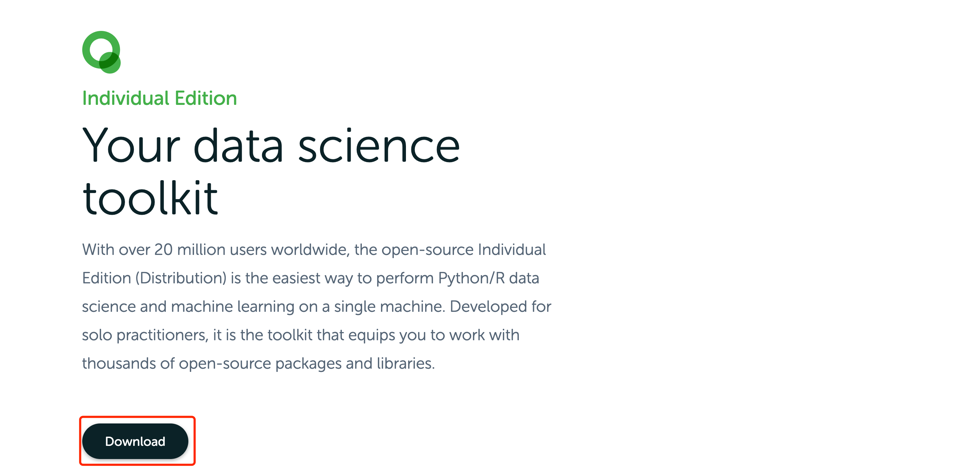 Individual Edition
Your data science
toolkit
With over 20 million users worldwide, the open-source Individual
Edition (Distribution) is the easiest way to perform Python/R data
science and machine learning on a single machine. Developed for
solo practitioners, it is the toolkit that equips you to work with
thousands of open-source packages and libraries.
Download